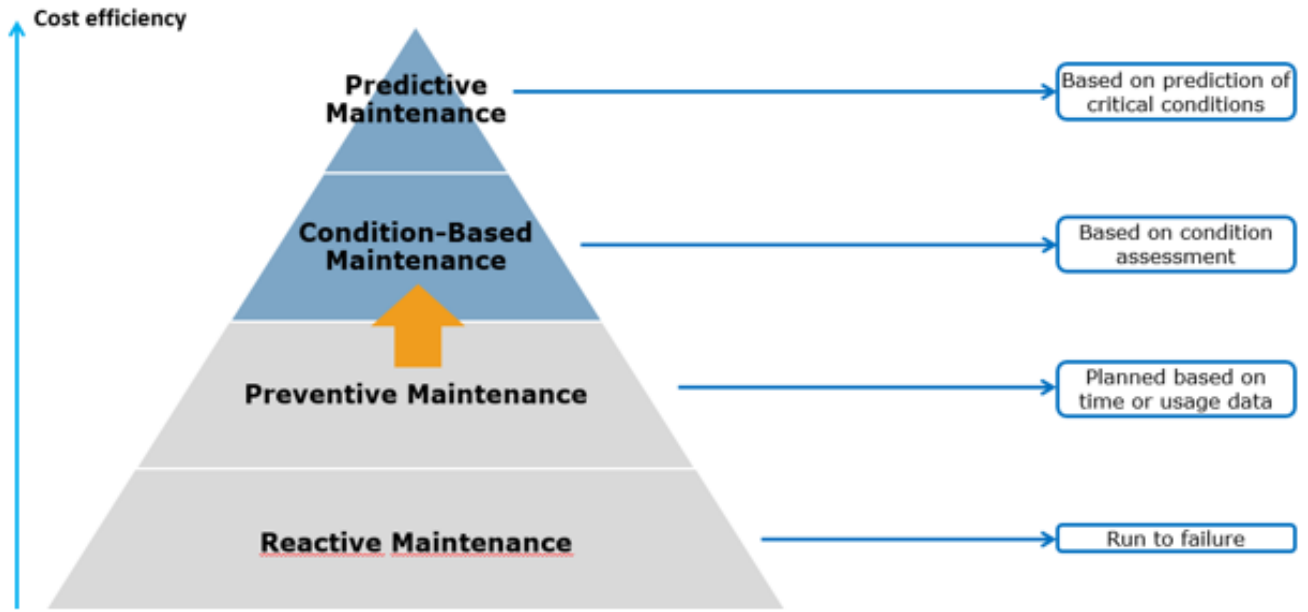 Cost efficiency
Predictive
Maintenance
Based on prediction of
critical conditions
Condition-Based
Maintenance
Based on condition
assessment
Preventive Maintenance
Planned based on
time or usage data
Reactive Maintenance
Run to failure